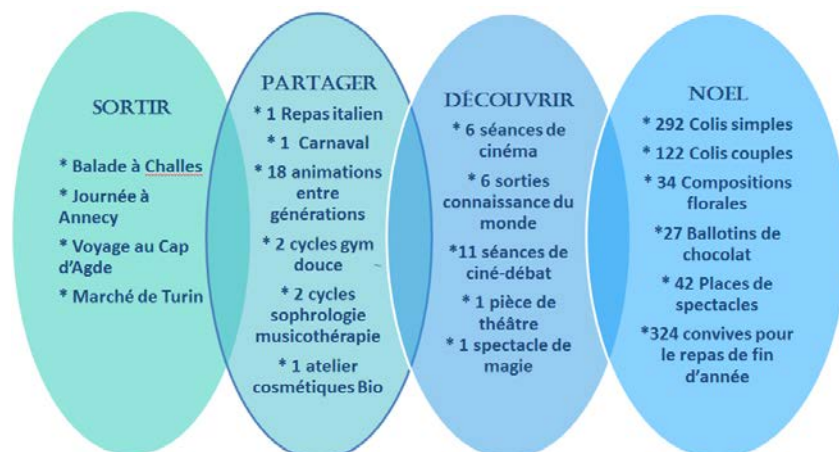 SORTIR
* Balade à Challes
* Journée à
Annecy
* Voyage au Cap
d’Agde
* Marché de Turin
PARTAGER
* 1 Repas italien
* 1 Carnaval
* 18 animations
entre
générations
* 2 cycles gym
douce
* 2 cycles
sophrologie
musicothérapie
* 1 atelier
cosmétiques Bio
DÉCOUVRIR
* 6 séances de
cinéma
* 6 sorties
connaissance du
monde
*11 séances de
ciné-débat
* 1 pièce de
théâtre
* 1 spectacle de
magie
NOEL
* 292 Colis simples
* 122 Colis couples
* 34 Compositions
florales
*27 Ballotins de
chocolat
* 42 Places de
spectacles
*324 convives pour
le repas de fin
d’année